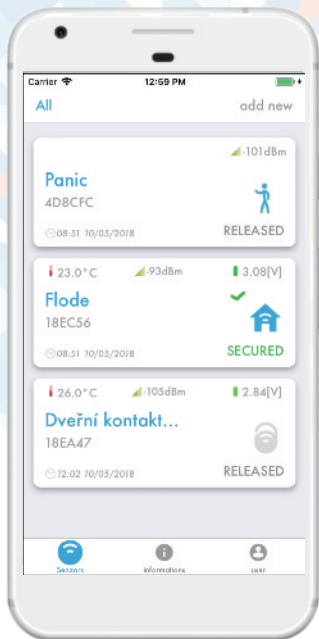 Carrier 12:59 PM
All add new
-101dBm
Panic
4D8CFC
08:51 10/05/2018 RELEASED
23.0°C -93dBm 3.08[V]
Flode
18EC56
08:51 10/05/2018 SECURED
26.0°C -105dBm 2.84[V]
Dveřní kontakt...
18EA47
12:02 10/05/2018 RELEASED
Senzors informations user